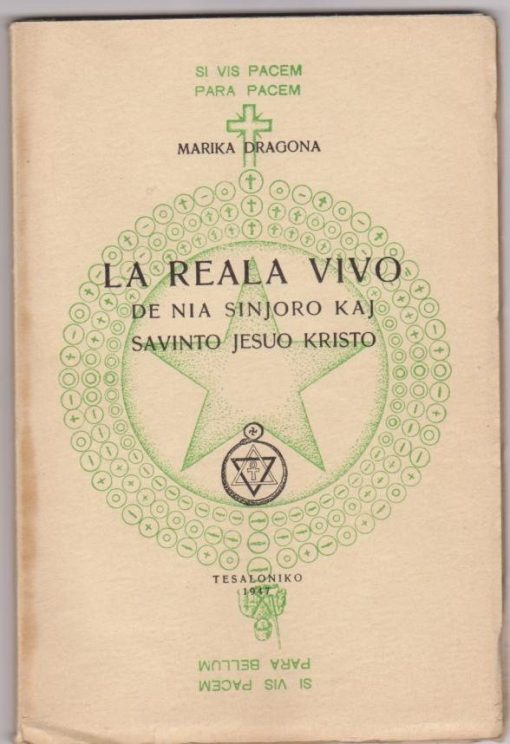 SI VIS PACEM
PARA PACEM
MARIKA DRAGONA
LA REALA VIVO
DE NIA SINJORO KAJ
SAVINTO JESUO KRISTO
TESALONIKO
1947
SI VIS PACEM
PARA BELLUM